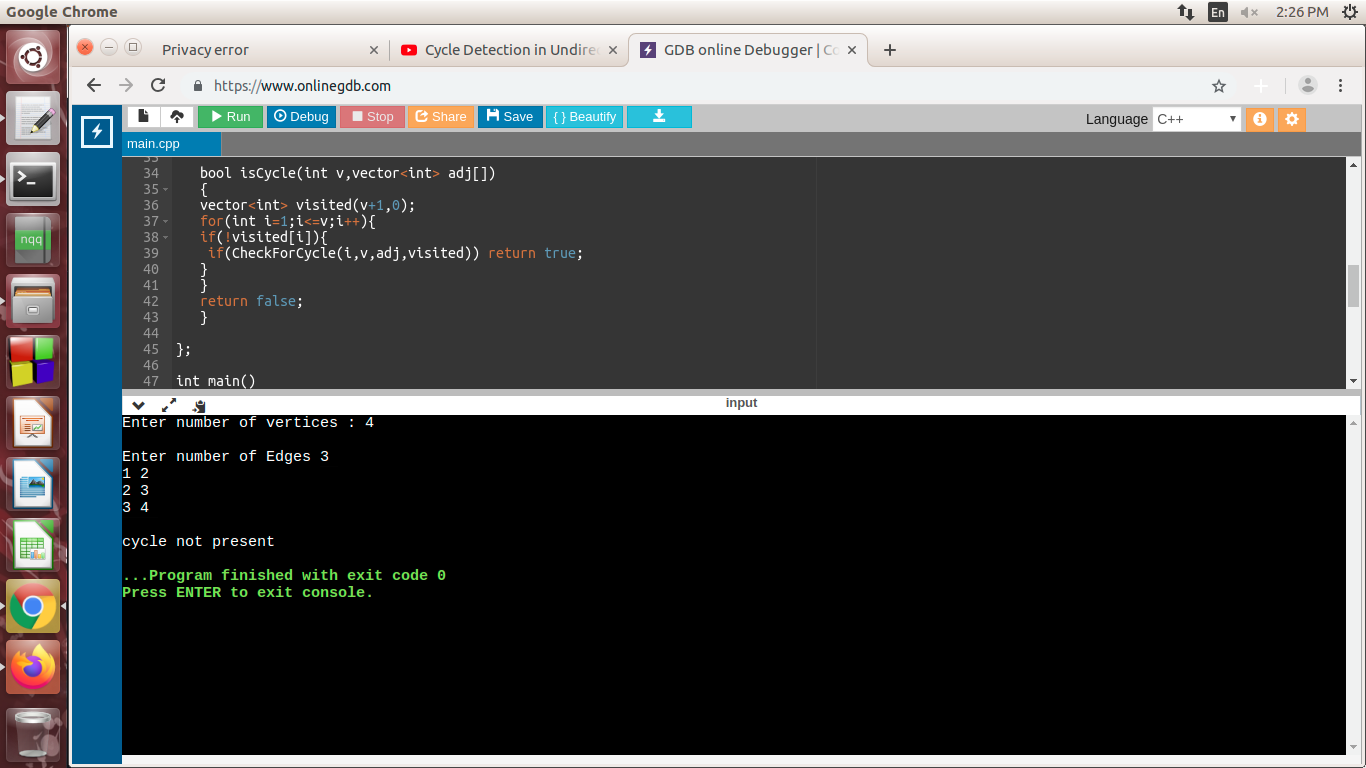 Google Chrome
En
2:26 PM
Privacy error
Cycle Detection in Undire
GDB online Debugger | Co
https://www.onlinegdb.com
Run
Debug
Stop
Share
Save
{ } Beautify
Language
C++
main.cpp
33
34 bool isCycle(int v,vector<int> adj[])
35 {
36 vector<int> visited(v+1,0);
37 for(int i=1;i<=v;i++){
38 if(!visited[i]){
39 if(CheckForCycle(i,v,adj,visited)) return true;
40 }
41 }
42 return false;
43 }
44
45 };
46
47 int main()
input
Enter number of vertices : 4
Enter number of Edges 3
1 2
2 3
3 4
cycle not present
...Program finished with exit code 0
Press ENTER to exit console.
nqq